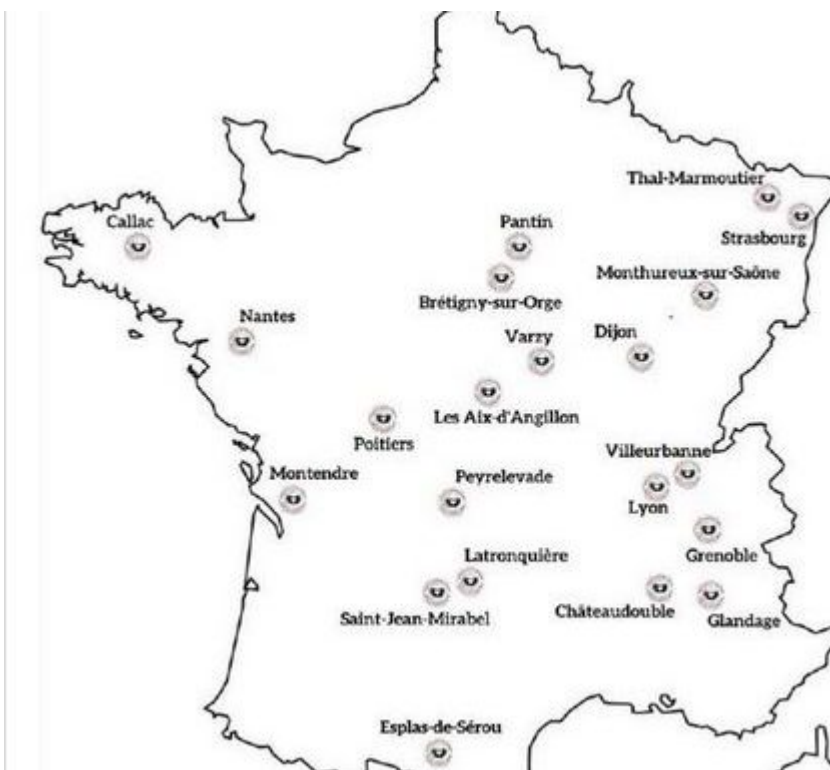 Thal-Marmoutier
Callac
Pantin
Strasbourg
Monthureux-sur-Saône
Brétigny-sur-Orge
Nantes
Varzy
Dijon
Les Aix-d'Angillon
Poitiers
Villeurbanne
Montendre
Peyrelevade
Lyon
Latronquière
Grenoble
Châteaudouble
Saint-Jean-Mirabel
Glandage
Esplas-de-Sérou